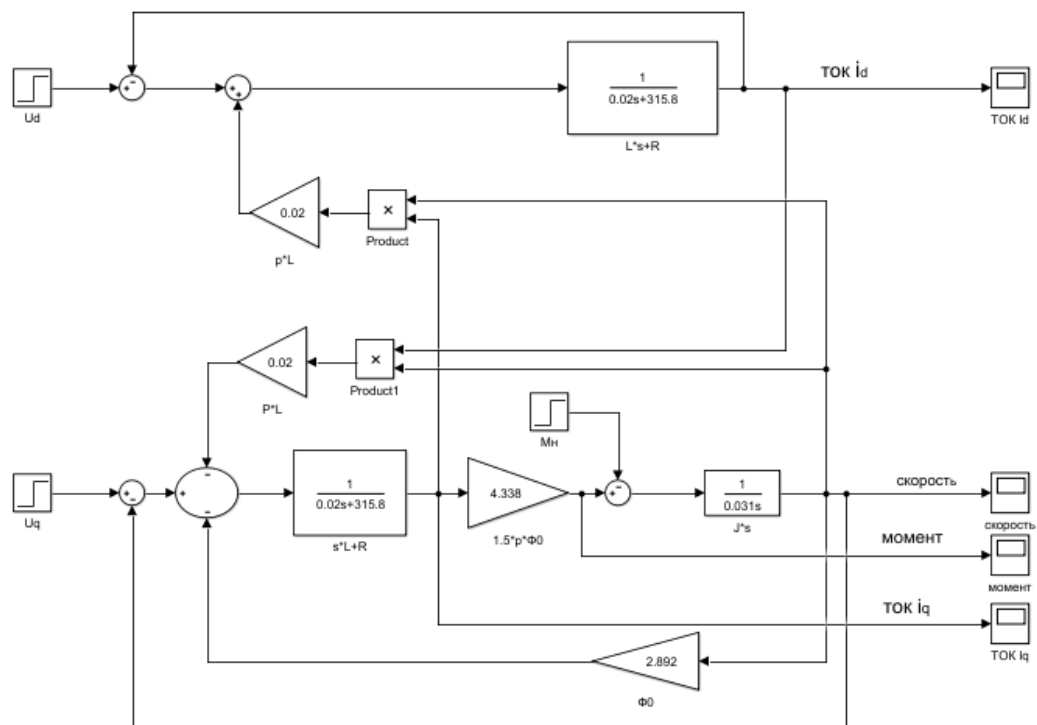 Ud
1
0.02s+315.8
L*s+R
ток id
ТОК Id
0.02
p*L
×
Product
0.02
P*L
×
Product1
Мн
Uq
1
0.02s+315.8
s*L+R
4.338
1.5*p*Ф0
1
0.031s
J*s
скорость
скорость
момент
момент
ток iq
ТОК Iq
2.892
Ф0